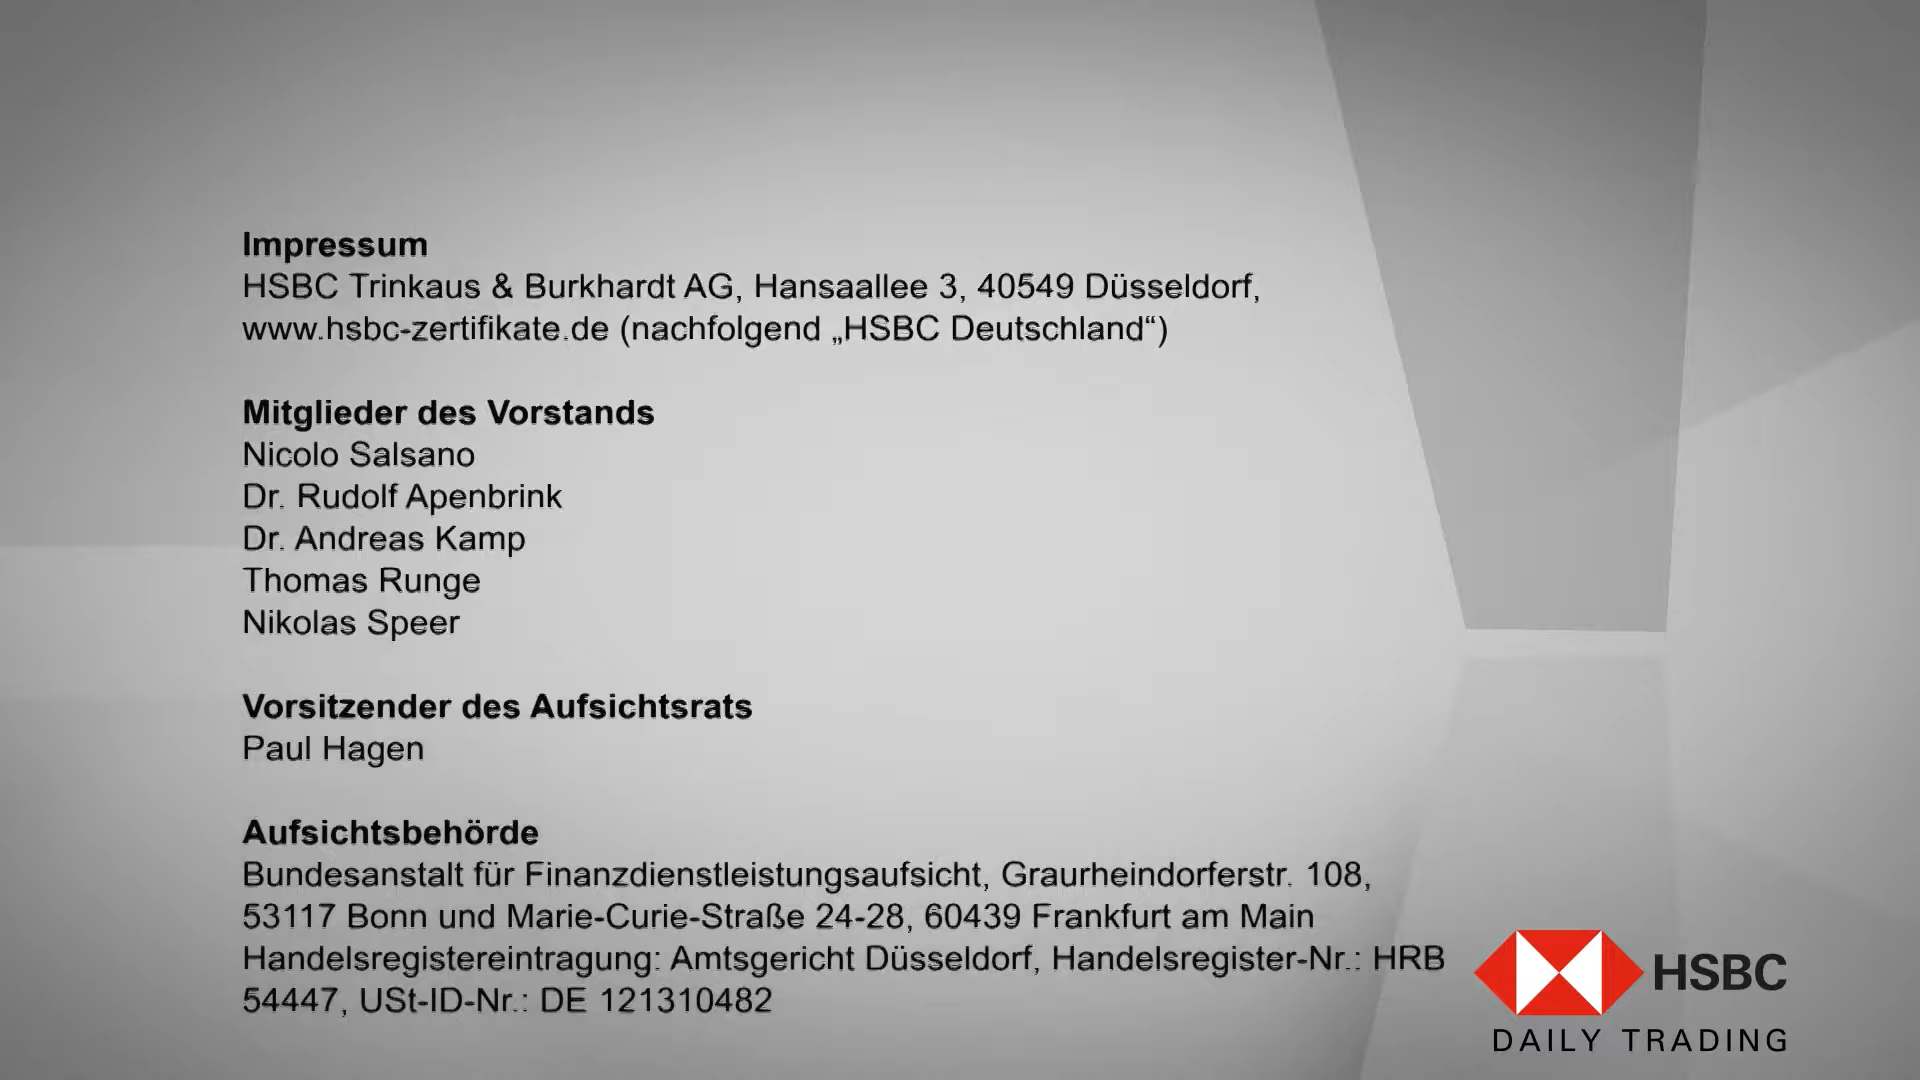 Impressum
HSBC Trinkaus & Burkhardt AG, Hansaallee 3, 40549 Düsseldorf,
www.hsbc-zertifikate.de (nachfolgend „HSBC Deutschland“)
Mitglieder des Vorstands
Nicolo Salsano
Dr. Rudolf Apenbrink
Dr. Andreas Kamp
Thomas Runge
Nikolas Speer
Vorsitzender des Aufsichtsrats
Paul Hagen
Aufsichtsbehörde
Bundesanstalt für Finanzdienstleistungsaufsicht, Graurheindorferstr. 108,
53117 Bonn und Marie-Curie-Straße 24-28, 60439 Frankfurt am Main
Handelsregistereintragung: Amtsgericht Düsseldorf, Handelsregister-Nr.: HRB
54447, USt-ID-Nr.: DE 121310482
HSBC
DAILY TRADING